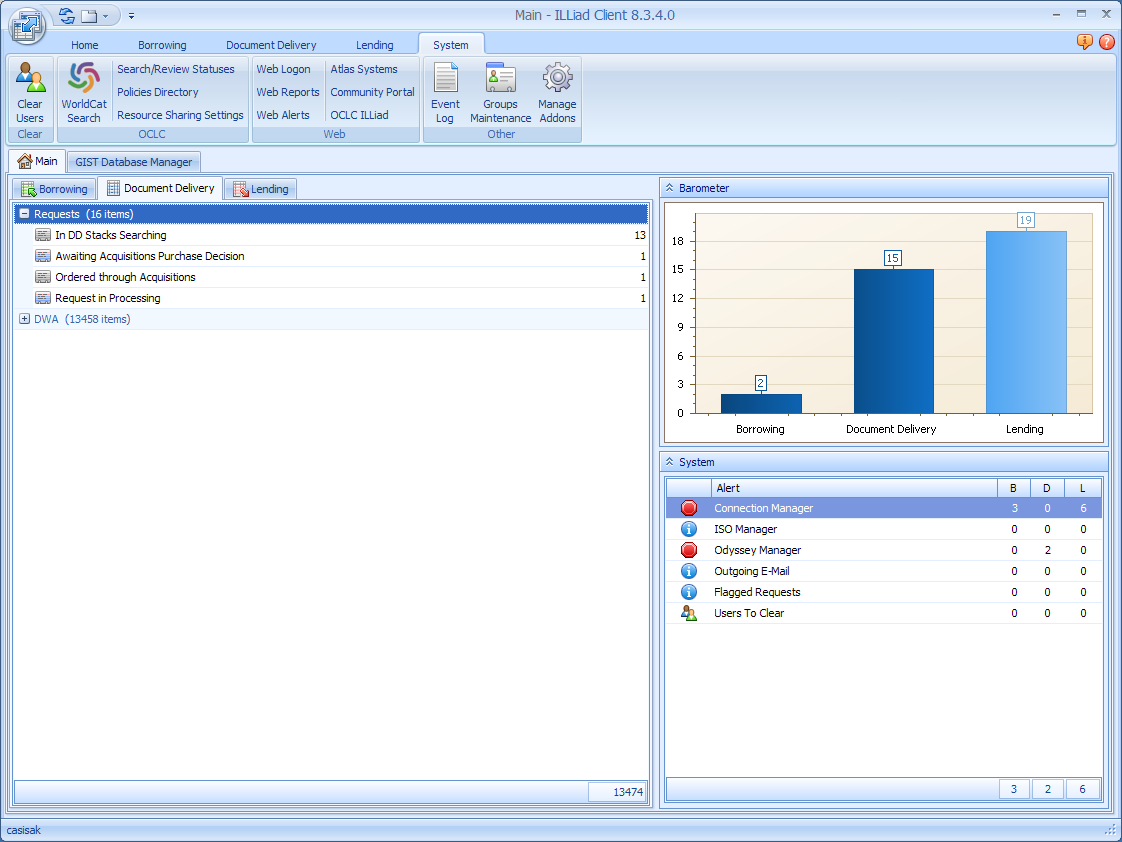 Main - ILLiad Client 8.3.4.0
Home Borrowing Document Delivery Lending System
Search/Review Statuses Web Logon Atlas Systems
Policies Directory Web Reports Community Portal
Clear Users WorldCat Search Resource Sharing Settings Web Alerts OCLC ILLiad Event Log Groups Maintenance Manage Addons
Clear OCLC Web Other
Main GIST Database Manager
Borrowing Document Delivery Lending
Requests (16 items)
In DD Stacks Searching 13
Awaiting Acquisitions Purchase Decision 1
Ordered through Acquisitions 1
Request in Processing 1
DWA (13458 items)
13474
Barometer
19
18
15
15
12
9
6
3
2
0
Borrowing Document Delivery Lending
System
Alert B D L
Connection Manager 3 0 6
ISO Manager 0 0 0
Odyssey Manager 0 2 0
Outgoing E-Mail 0 0 0
Flagged Requests 0 0 0
Users To Clear 0 0 0
3 2 6
casisak